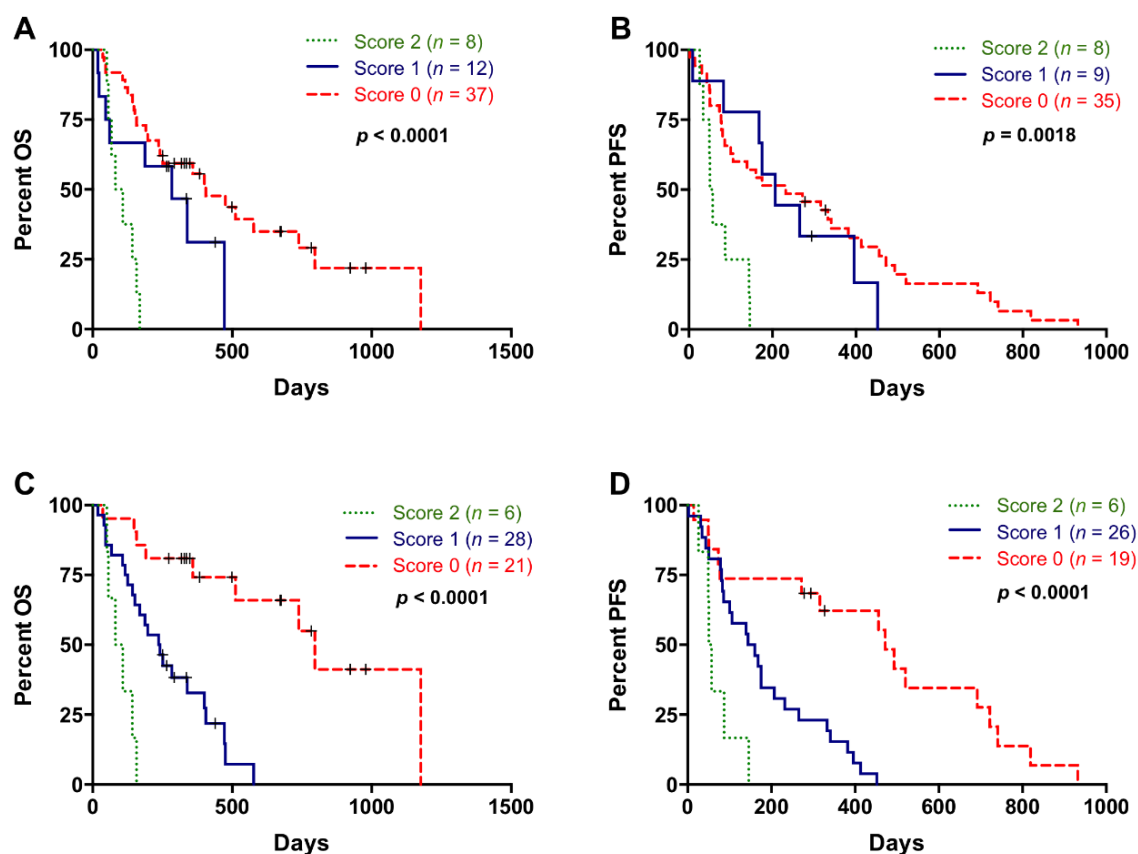 A
Score 2 (n = 8)
Score 1 (n = 12)
Score 0 (n = 37)
p < 0.0001
Percent OS
100
75
50
25
0
0 500 1000 1500
Days
B
Score 2 (n = 8)
Score 1 (n = 9)
Score 0 (n = 35)
p = 0.0018
Percent PFS
100
75
50
25
0
0 200 400 600 800 1000
Days
C
Score 2 (n = 6)
Score 1 (n = 28)
Score 0 (n = 21)
p < 0.0001
Percent OS
100
75
50
25
0
0 500 1000 1500
Days
D
Score 2 (n = 6)
Score 1 (n = 26)
Score 0 (n = 19)
p < 0.0001
Percent PFS
100
75
50
25
0
0 200 400 600 800 1000
Days